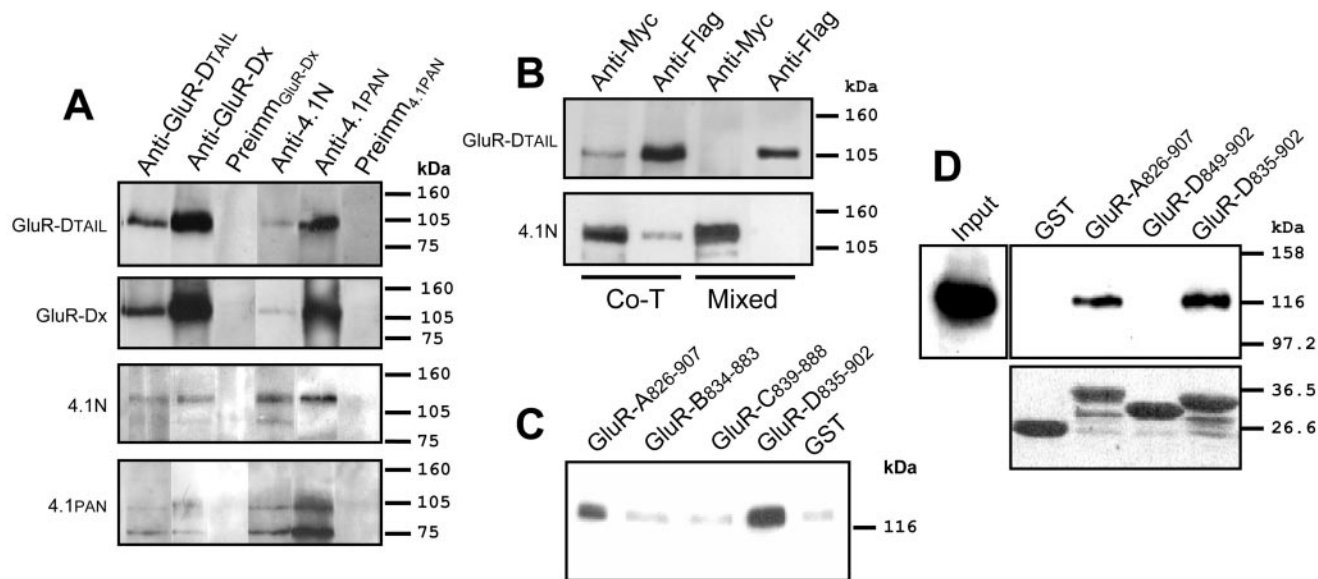 A
Anti-GluR-DTAIL
Anti-GluR-Dx
PreimmGluR-Dx
Anti-4.1N
Anti-4.1PAN
Preimm4.1PAN
kDa
GluR-DTAIL
160
105
75
GluR-Dx
160
105
75
4.1N
160
105
75
4.1PAN
160
105
75
B
Anti-Myc
Anti-Flag
Anti-Myc
Anti-Flag
kDa
GluR-DTAIL
160
105
4.1N
160
105
Co-T
Mixed
C
GluR-A826-907
GluR-B834-883
GluR-C839-888
GluR-D835-902
GST
kDa
116
D
Input
GST
GluR-A826-907
GluR-D849-902
GluR-D835-902
kDa
158
116
97.2
36.5
26.6